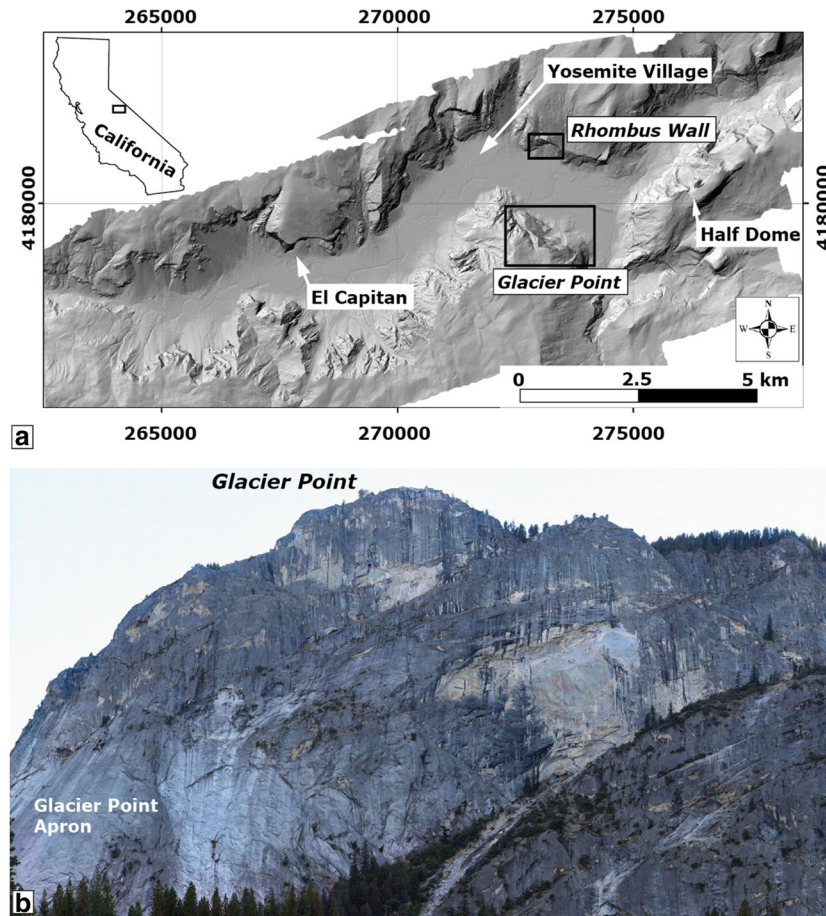 265000 270000 275000
Yosemite Village
Rhombus Wall
California
4180000
4180000
Half Dome
El Capitan
Glacier Point
N
W E
S
0 2.5 5 km
a
265000 270000 275000
Glacier Point
Glacier Point
Apron
b